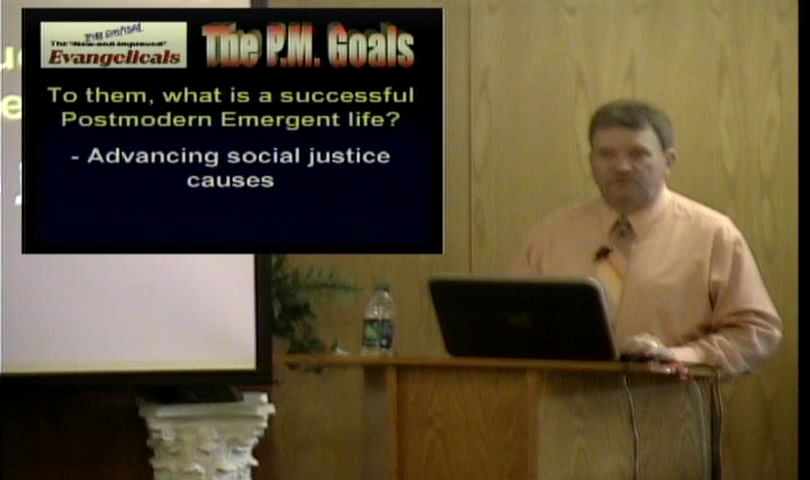 The "New and Improved"
Evangelicals
The P.M. Goals
To them, what is a successful
Postmodern Emergent life?
- Advancing social justice
causes